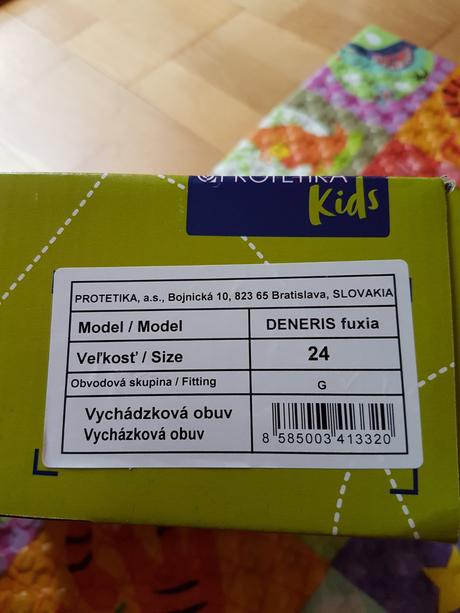 PROTETIKA
Kids
PROTETIKA, a.s., Bojnická 10, 823 65 Bratislava, SLOVAKIA
Model / Model DENERIS fuxia
Veľkosť / Size 24
Obvodová skupina / Fitting G
Vychádzková obuv
Vycházková obuv
8 585003 413320